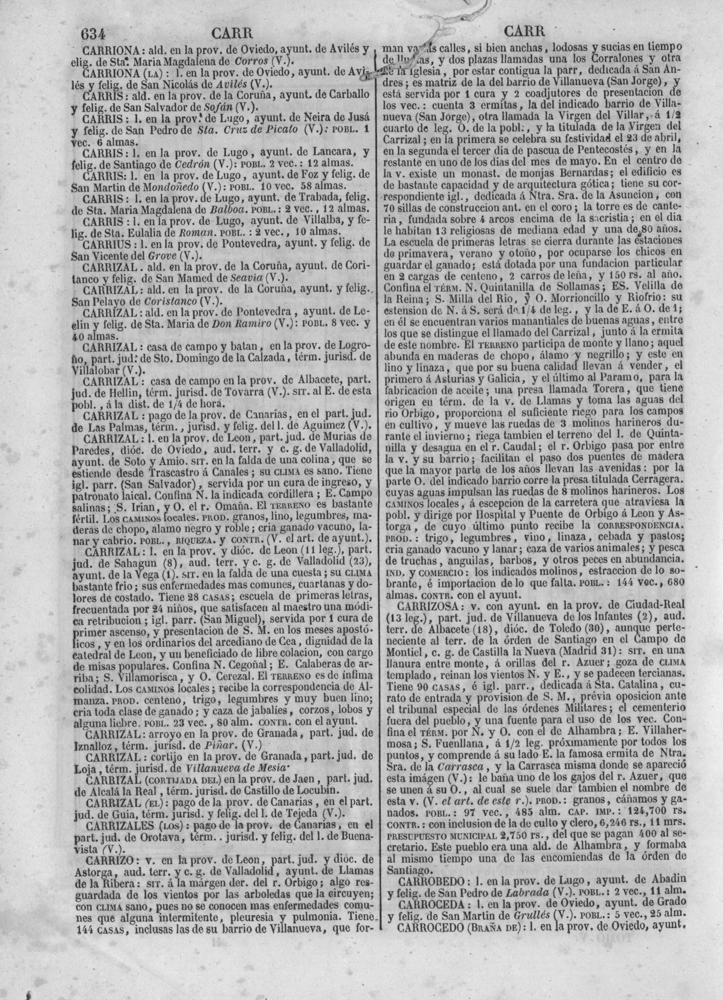 634 CARR CARR
CARRIONA: ald. en la prov. de Oviedo, ayunt. de Avilés y
elig. de Sta. Maria Magdalena de Corros (V.).
CARRIONA (LA) : l. en la prov. de Oviedo, ayunt. de Avi-
lés y felig. de San Nicolás de Avilés (V.).
CARRIS: ald. en la prov. de la Coruña, ayunt. de Carballo
y felig. de San Salvador de Sofán (V.).
CARRIS: l. en la prov. de Lugo, ayunt. de Neira de Jusá
y felig. de San Pedro de Sta. Cruz de Picato (V.): POBL. 1
vec. 6 almas.
CARRIS: l. en la prov. de Lugo, ayunt. de Lancara, y
felig. de Santiago de Cedrón (V.): POBL. 2 vec.: 12 almas.
CARRIS: l. en la prov. de Lugo, ayunt. de Foz y felig. de
San Martin de Mondoñedo (V.): POBL. 10 vec. 58 almas.
CARRIS: l. en la prov. de Lugo, ayunt. de Trabada, felig.
de Sta. Maria Magdalena de Balboa. POBL.: 2 vec., 12 almas.
CARRIS : l. en la prov. de Lugo, ayunt. de Villalba, y fe-
lig. de Sta. Eulalia de Roman. POBL. : 2 vec., 10 almas.
CARRIUS : l. en la prov. de Pontevedra, ayunt. y felig. de
San Vicente del Grove (V.).
CARRIZAL. ald. en la prov. de la Coruña, ayunt. de Cori-
tanco y felig. de San Mamed de Seavia (V.).
CARRIZAL: ald. en la prov. de la Coruña, ayunt. y felig.
San Pelayo de Coristanco (V.).
CARRIZAL: ald. en la prov. de Pontevedra, ayunt. de Le-
elin y felig. de Sta. Maria de Don Ramiro (V.): POBL. 8 vec. y
40 almas.
CARRIZAL: casa de campo y batan, en la prov. de Logro-
ño, part. jud. de Sto. Domingo de la Calzada, térm. jurisd. de
Villalobar (V.).
CARRIZAL: casa de campo en la prov. de Albacete, part.
jud. de Hellin, térm. jurisd. de Tovarra (V.). SIT. al E. de esta
pobl., á la dist. de 1/4 de hora.
CARRIZAL: pago de la prov. de Canarias, en el part. jud.
de Las Palmas, térm., jurisd. y felig. del l. de Aguimez (V.).
CARRIZAL: l. en la prov. de Leon, part. jud. de Murias de
Paredes, dióc. de Oviedo, aud. terr. y c. g. de Valladolid,
ayunt. de Soto y Amio. SIT. en la falda de una colina, que se
estiende desde Trascastro á Canales; su CLIMA es sano. Tiene
igl. parr. (San Salvador), servida por un cura de ingreso, y
patronato laical. Confina N. la indicada cordillera; E. Campo
salinas; S. Irian, y O. el r. Omaña. El TERRENO es bastante
fértil. Los CAMINOS locales. PROD. granos, lino, legumbres, ma-
deras de chopo, alamo negro y roble; cria ganado vacuno, la-
nar y cabrio. POBL., RIQUEZA. y CONTR. (V. el art. de ayunt.).
CARRIZAL: l. en la prov. y dióc. de Leon (11 leg.), part.
jud. de Sahagun (8), aud. terr. y c. g. de Valladolid (23),
ayunt. de la Vega (1). SIT. en la falda de una cuesta; su CLIMA
bastante frio; sus enfermedades mas comunes, cuartanas y do-
lores de costado. Tiene 28 CASAS; escuela de primeras letras,
frecuentada por 24 niños, que satisfacen al maestro una módi-
ca retribucion; igl. parr. (San Miguel), servida por 1 cura de
primer ascenso, y presentacion de S. M. en los meses apostó-
licos, y en los ordinarios del arcediano de Cea, dignidad de la
catedral de Leon, y un beneficiado de libre colacion, con cargo
de misas populares. Confina N. Cegoñal; E. Calaberas de ar-
riba; S. Villamorisca, y O. Cerezal. El TERRENO es de ínfima
colidad. Los CAMINOS locales; recibe la correspondencia de Al-
manza. PROD. centeno, trigo, legumbres y muy buen lino;
cria toda clase de ganado; y caza de jabalíes, corzos, lobos y
alguna liebre. POBL. 23 vec., 80 alm. CONTR. con el ayunt.
CARRIZAL: arroyo en la prov. de Granada, part. jud. de
Iznalloz, térm. jurisd. de Piñar. (V.)
CARRIZAL: cortijo en la prov. de Granada, part. jud. de
Loja, térm. jurisd. de Villanueva de Mesia.
CARRIZAL (CORTIJADA DEL) en la prov. de Jaen, part. jud.
de Alcalá la Real, térm. jurisd. de Castillo de Locubin.
CARRIZAL (EL): pago de la prov. de Canarias, en el part.
jud. de Guia, térm. jurisd. y felig. del l. de Tejeda (V.).
CARRIZALES (LOS): pago de la prov. de Canarias, en el
part. jud. de Orotava, térm.. jurisd. y felig. del l. de Buena-
vista (V.).
CARRIZO: v. en la prov. de Leon, part. jud. y dióc. de
Astorga, aud. terr. y c. g. de Valladolid, ayunt. de Llamas
de la Ribera: SIT. á la márgen der. del r. Orbigo; algo res-
guardada de los vientos por las arboledas que la circuyen;
con CLIMA sano, pues no se conocen mas enfermedades comu-
nes que alguna intermitente, pleuresia y pulmonia. Tiene
144 CASAS, inclusas las de su barrio de Villanueva, que for-
man varias calles, si bien anchas, lodosas y sucias en tiempo
de lluvias, y dos plazas llamadas una los Corralones y otra
de la Iglesia, por estar contigua la parr, dedicada á San An-
dres; es matriz de la del barrio de Villanueva (San Jorge), y
está servida por 1 cura y 2 coadjutores de presentacion de
los vec.: cuenta 3 ermitas, la del indicado barrio de Villa-
nueva (San Jorge), otra llamada la Virgen del Villar, á 1/2
cuarto de leg. O. de la pobl., y la titulada de la Virgen del
Carrizal; en la primera se celebra su festividad el 23 de abril,
en la segunda el tercer dia de pascua de Pentecostés, y en la
restante en uno de los dias del mes de mayo. En el centro de
la v. existe un monast. de monjas Bernardas; el edificio es
de bastante capacidad y de arquitectura gótica; tiene su cor-
respondiente igl., dedicada á Ntra. Sra. de la Asuncion, con
70 sillas de construccion ant. en el coro; la torre es de cante-
ria, fundada sobre 4 arcos encima de la sacristia; en el dia
le habitan 13 religiosas de mediana edad y una de 80 años.
La escuela de primeras letras se cierra durante las estaciones
de primavera, verano y otoño, por ocuparse los chicos en
guardar el ganado; está dotada por una fundacion particular
en 2 cargas de centeno, 2 carros de leña, y 150 rs. al año.
Confina el TÉRM. N. Quintanilla de Sollamas; ES. Velilla de
la Reina; S. Milla del Rio, y O. Morrioncillo y Riofrio: su
estension de N. á S. será de 1/4 de leg., y la de E. á O. de 1;
en él se encuentran varios manantiales de buenas aguas, entre
los que se distingue el llamado del Carrizal, junto á la ermita
de este nombre. El TERRENO participa de monte y llano; aquel
abunda en maderas de chopo, álamo y negrillo; y este en
lino y linaza, que por su buena calidad llevan á vender, el
primero á Asturias y Galicia, y el último al Paramo, para la
fabricacion de aceite; una presa llamada Torera, que tiene
origen en térm. de la v. de Llamas y toma las aguas del
rio Orbigo, proporciona el suficiente riego para los campos
en cultivo, y mueve las ruedas de 3 molinos harineros du-
rante el invierno; riega tambien el terreno del l. de Quinta-
nilla y desagua en el r. Caudal; el r. Orbigo pasa por entre
la v. y su barrio; facilitan el paso dos puentes de madera
que la mayor parte de los años llevan las avenidas: por la
parte O. del indicado barrio corre la presa titulada Cerragera.
cuyas aguas impulsan las ruedas de 8 molinos harineros. Los
CAMINOS locales, á escepcion de la carretera que atraviesa la
pobl. y dirige por Hospital y Puente de Orbigo á Leon y As-
torga, de cuyo último punto recibe la CORRESPONDENCIA.
PROD.: trigo, legumbres, vino, linaza, cebada y pastos;
cria ganado vacuno y lanar; caza de varios animales; y pesca
de truchas, anguilas, barbos, y otros peces en abundancia.
IND. y COMERCIO: los indicados molinos, estraccion de lo so-
brante, é importacion de lo que falta. POBL.: 144 vec., 680
almas. CONTR. con el ayunt.
CARRIZOSA: v. con ayunt. en la prov. de Ciudad-Real
(13 leg.), part. jud. de Villanueva de los Infantes (2), aud.
terr. de Albacete (18), dióc. de Toledo (30), aunque perte-
neciente al terr. de la órden de Santiago en el Campo de
Montiel, c. g. de Castilla la Nueva (Madrid 31): SIT. en una
llanura entre monte, á orillas del r. Azuer; goza de CLIMA
templado, reinan los vientos N. y E., y se padecen tercianas.
Tiene 90 CASAS, é igl. parr., dedicada á Sta. Catalina, cu-
rato de entrada y provision de S. M., prévia oposicion ante
el tribunal especial de las órdenes Militares; el cementerio
fuera del pueblo, y una fuente para el uso de los vec. Con-
fina el TÉRM. por N. y O. con el de Alhambra; E. Villaher-
mosa; S. Fuenllana, á 1/2 leg. próximamente por todos los
puntos, y comprende á su lado E. la famosa ermita de Ntra.
Sra. de la Carrasca, y la Carrasca misma donde se apareció
esta imágen (V.): le baña uno de los gajos del r. Azuer, que
se unen á su O., al cual se suele dar tambien el nombre de
esta v. (V. el art. de este r.). PROD.: granos, cáñamos y ga-
nados. POBL.: 97 vec., 485 alm. CAP. IMP.: 124,700 rs.
CONTR.: con inclusion de la de culto y clero, 6,246 rs., 11 mrs.
PRESUPUESTO MUNICIPAL 2,750 rs., del que se pagan 400 al se-
cretario. Este pueblo era una ald. de Alhambra, y formaba
al mismo tiempo una de las encomiendas de la órden de
Santiago.
CARROBEDO: l. en la prov. de Lugo, ayunt. de Abadin
y felig. de San Pedro de Labrada (V.). POBL.: 2 vec., 11 alm.
CARROCEDA: l. en la prov. de Oviedo, ayunt. de Grado
y felig. de San Martin de Grullés (V.). POBL.: 5 vec., 25 alm.
CARROCEDO (BRAÑA DE): l. en la prov. de Oviedo, ayunt.